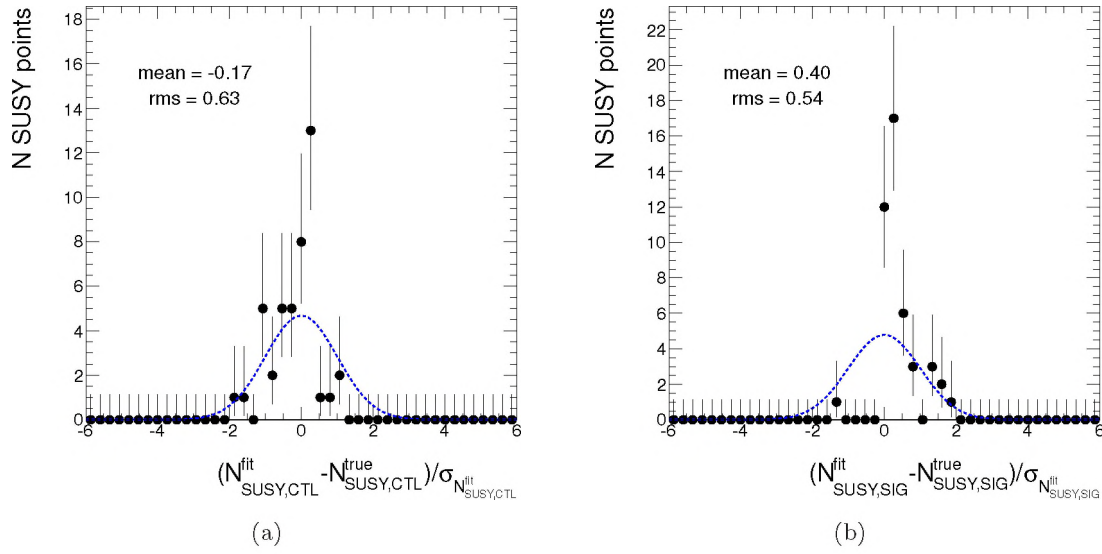 N SUSY points
18
16
14
12
10
8
6
4
2
0
mean = -0.17
rms = 0.63
-6 -4 -2 0 2 4 6
(N^fit_SUSY,CTL - N^true_SUSY,CTL)/σ_N^fit_SUSY,CTL
(a)
N SUSY points
22
20
18
16
14
12
10
8
6
4
2
0
mean = 0.40
rms = 0.54
-6 -4 -2 0 2 4 6
(N^fit_SUSY,SIG - N^true_SUSY,SIG)/σ_N^fit_SUSY,SIG
(b)